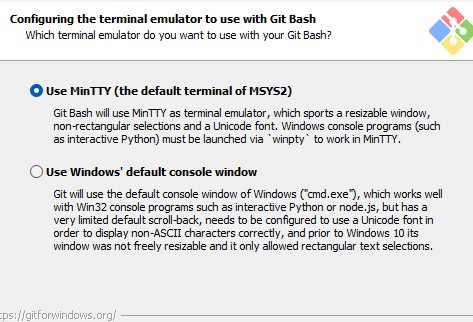 Configuring the terminal emulator to use with Git Bash
Which terminal emulator do you want to use with your Git Bash?
Use MinTTY (the default terminal of MSYS2)
Git Bash will use MinTTY as terminal emulator, which sports a resizable window,
non-rectangular selections and a Unicode font. Windows console programs (such
as interactive Python) must be launched via `winpty` to work in MinTTY.
Use Windows' default console window
Git will use the default console window of Windows ("cmd.exe"), which works well
with Win32 console programs such as interactive Python or node.js, but has a
very limited default scroll-back, needs to be configured to use a Unicode font in
order to display non-ASCII characters correctly, and prior to Windows 10 its
window was not freely resizable and it only allowed rectangular text selections.
tps://gitforwindows.org/